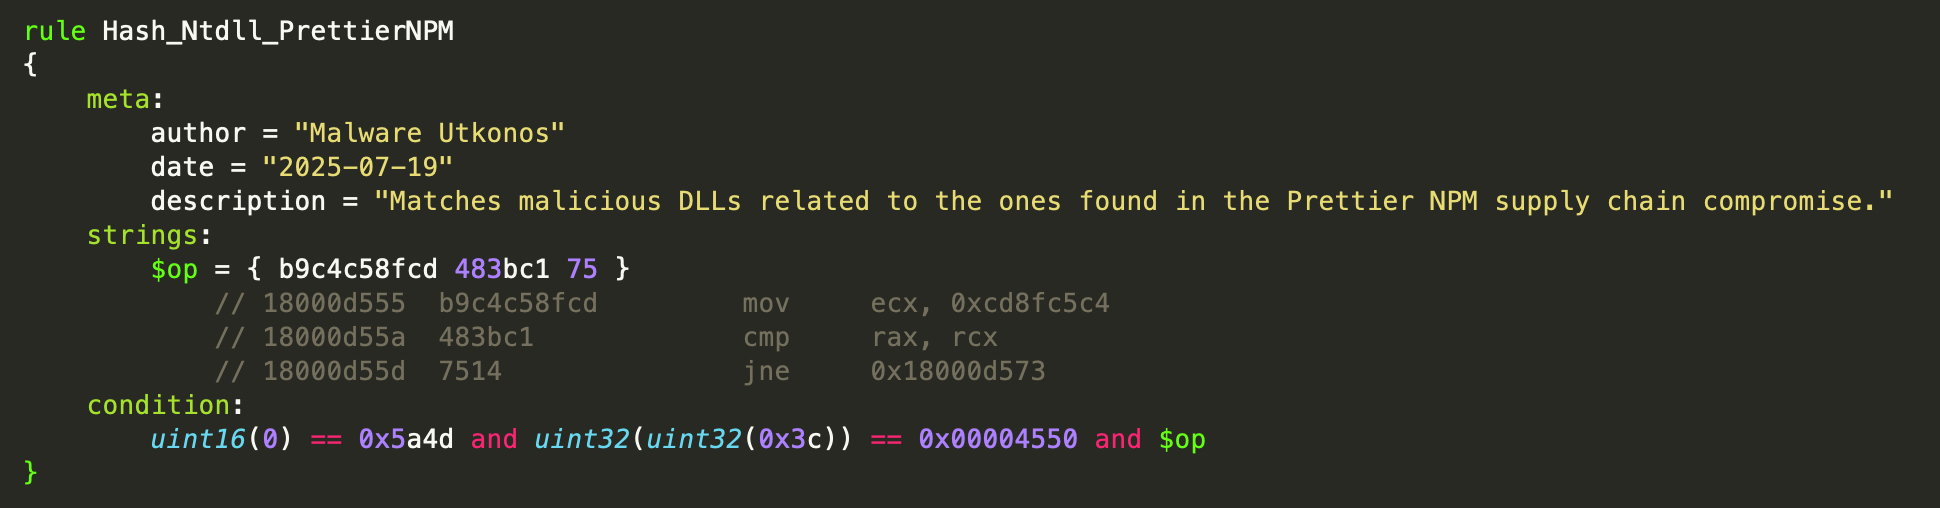 rule Hash_Ntdll_PrettierNPM
{
    meta:
        author = "Malware Utkonos"
        date = "2025-07-19"
        description = "Matches malicious DLLs related to the ones found in the Prettier NPM supply chain compromise."
    strings:
        $op = { b9c4c58fcd 483bc1 75 }
            // 18000d555  b9c4c58fcd         mov     ecx, 0xcd8fc5c4
            // 18000d55a  483bc1             cmp     rax, rcx
            // 18000d55d  7514               jne     0x18000d573
    condition:
        uint16(0) == 0x5a4d and uint32(uint32(0x3c)) == 0x00004550 and $op
}